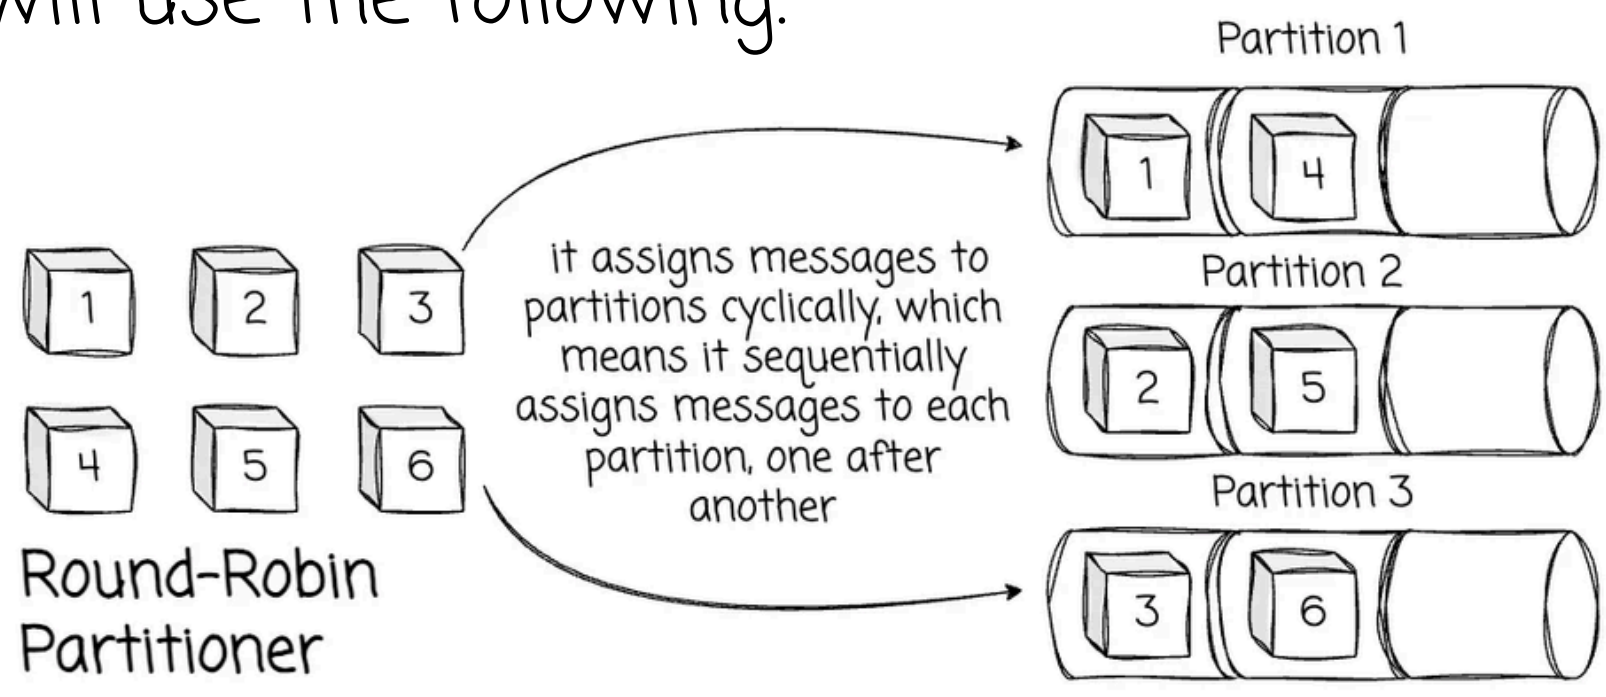 will use the following:
Partition 1
1
4
1
2
3
it assigns messages to
partitions cyclically, which
means it sequentially
assigns messages to each
partition, one after
another
Partition 2
2
5
4
5
6
Partition 3
3
6
Round-Robin
Partitioner